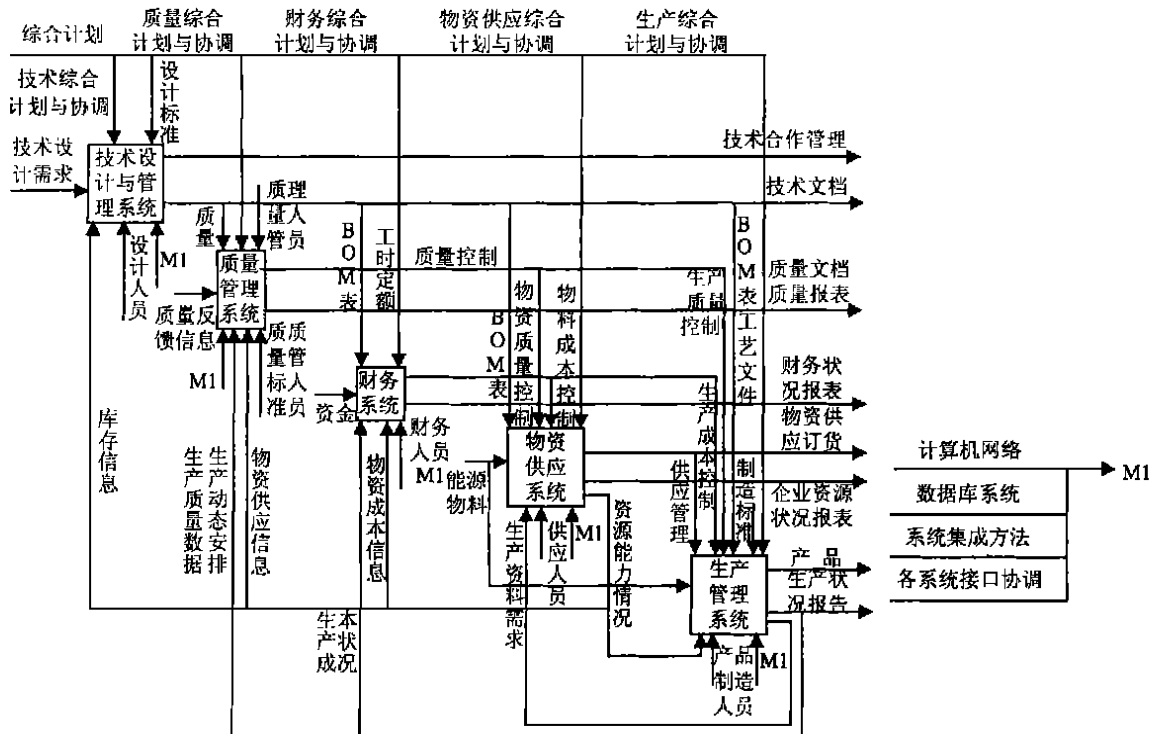 综合计划
质量综合
计划与协调
财务综合
计划与协调
物资供应综合
计划与协调
生产综合
计划与协调
技术综合
计划与协调
设计标准
技术设
计需求
技术设
计与管
理系统
技术合作管理
技术文档
设计人员
M1
质量
质理
量人
管员
质量
管理
系统
质量反
馈信息
M1
质量标准
质管人员
BOM表
工时定额
质量控制
生产
质品
控制
质量文档
质量报表
资金
财务
系统
财务
人员
M1
BOM表
物资质量控制
物料成本控制
BOM表工艺文件
生产成本控制
制造标准
财务状
况报表
物资供
应订货
能源
物料
物资
供应
系统
供应管理
企业资源
状况报表
库存信息
生产质量数据
生产动态安排
物资供应信息
物资成本信息
生产资料需求
供应人员
M1
资源能力情况
生产
管理
系统
产品
生产状
况报告
生产成
本状况
产品
制造
人员
M1
计算机网络
数据库系统
系统集成方法
各系统接口协调
M1